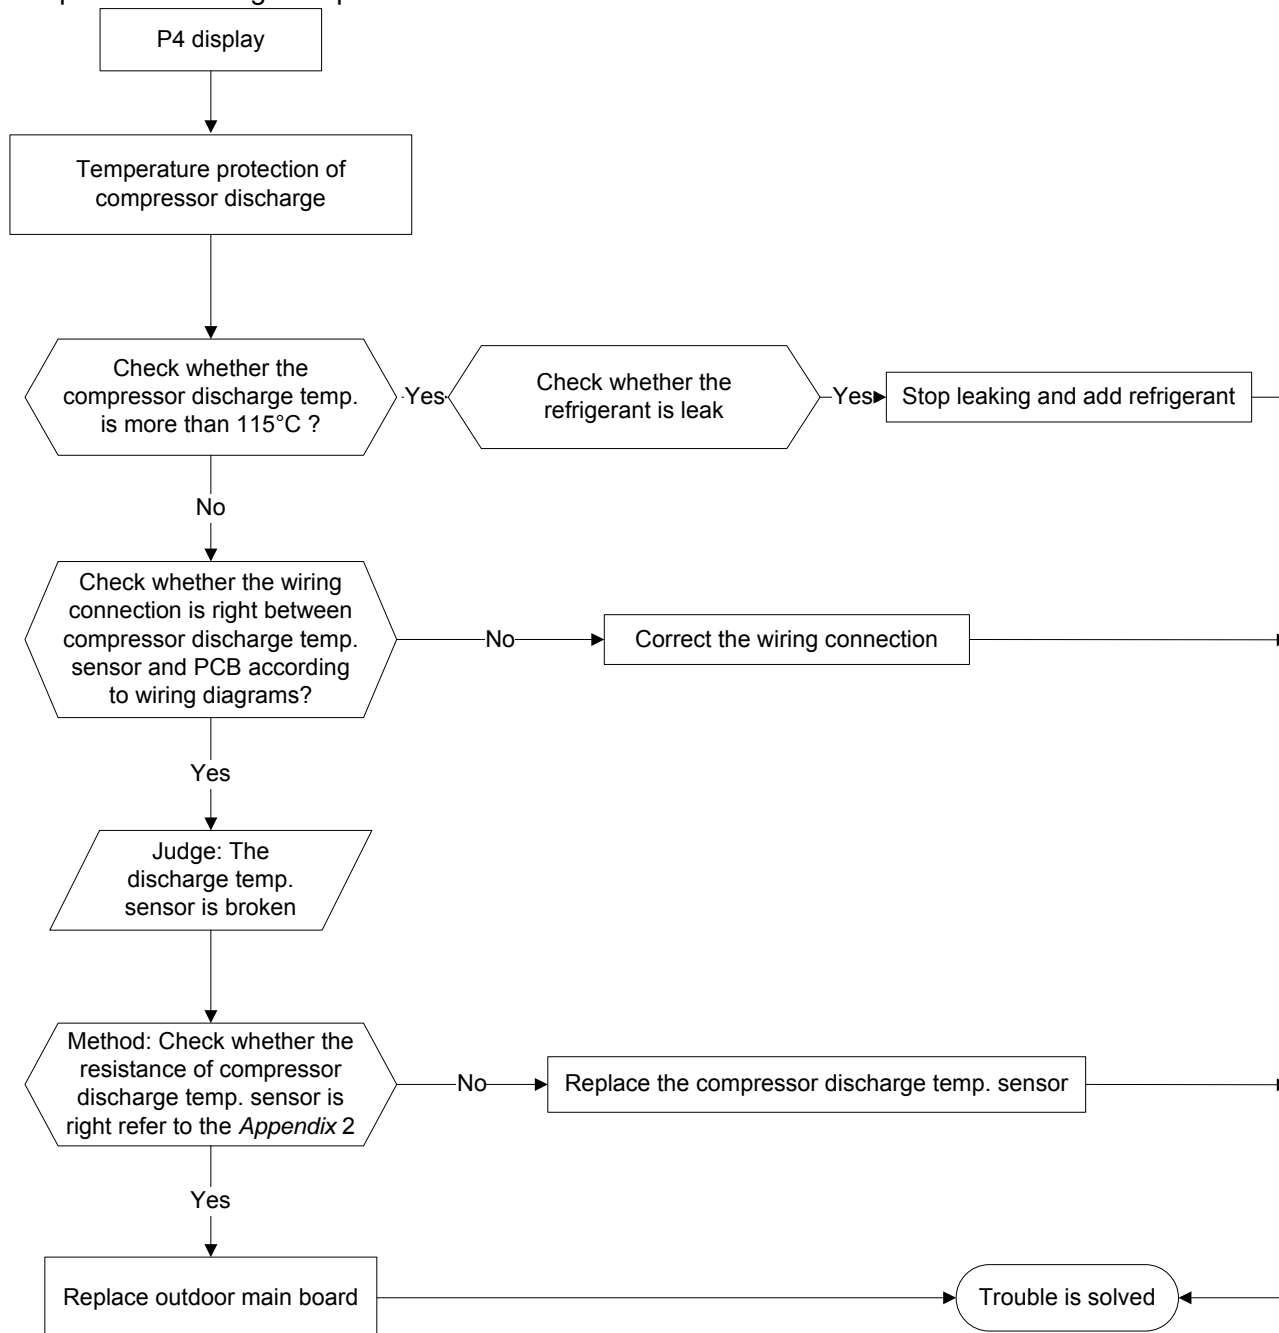 P4 display
Temperature protection of
compressor discharge
Check whether the
compressor discharge temp.
is more than 115°C ?
Yes
Check whether the
refrigerant is leak
Yes
Stop leaking and add refrigerant
No
Check whether the wiring
connection is right between
compressor discharge temp.
sensor and PCB according
to wiring diagrams?
No
Correct the wiring connection
Yes
Judge: The
discharge temp.
sensor is broken
Method: Check whether the
resistance of compressor
discharge temp. sensor is
right refer to the Appendix 2
No
Replace the compressor discharge temp. sensor
Yes
Replace outdoor main board
Trouble is solved